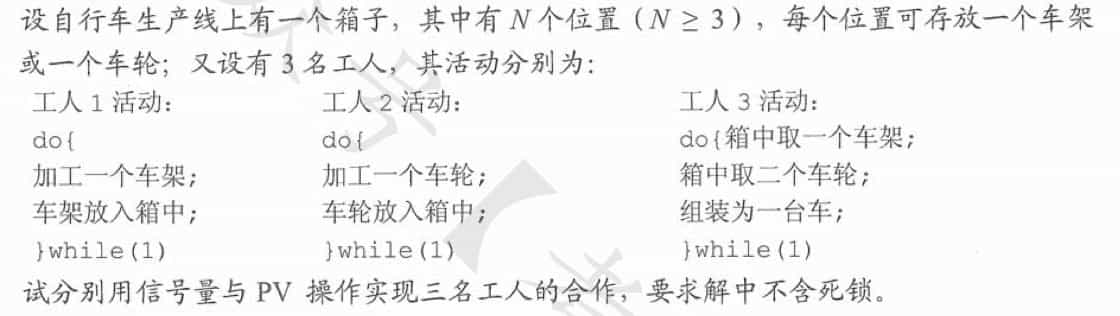 设自行车生产线上有一个箱子，其中有 N 个位置（N ≥ 3），每个位置可存放一个车架
或一个车轮；又设有 3 名工人，其活动分别为：
工人 1 活动： 工人 2 活动： 工人 3 活动：
do{ do{ do{箱中取一个车架；
加工一个车架； 加工一个车轮； 箱中取二个车轮；
车架放入箱中； 车轮放入箱中； 组装为一台车；
}while(1) }while(1) }while(1)
试分别用信号量与 PV 操作实现三名工人的合作，要求解中不含死锁。